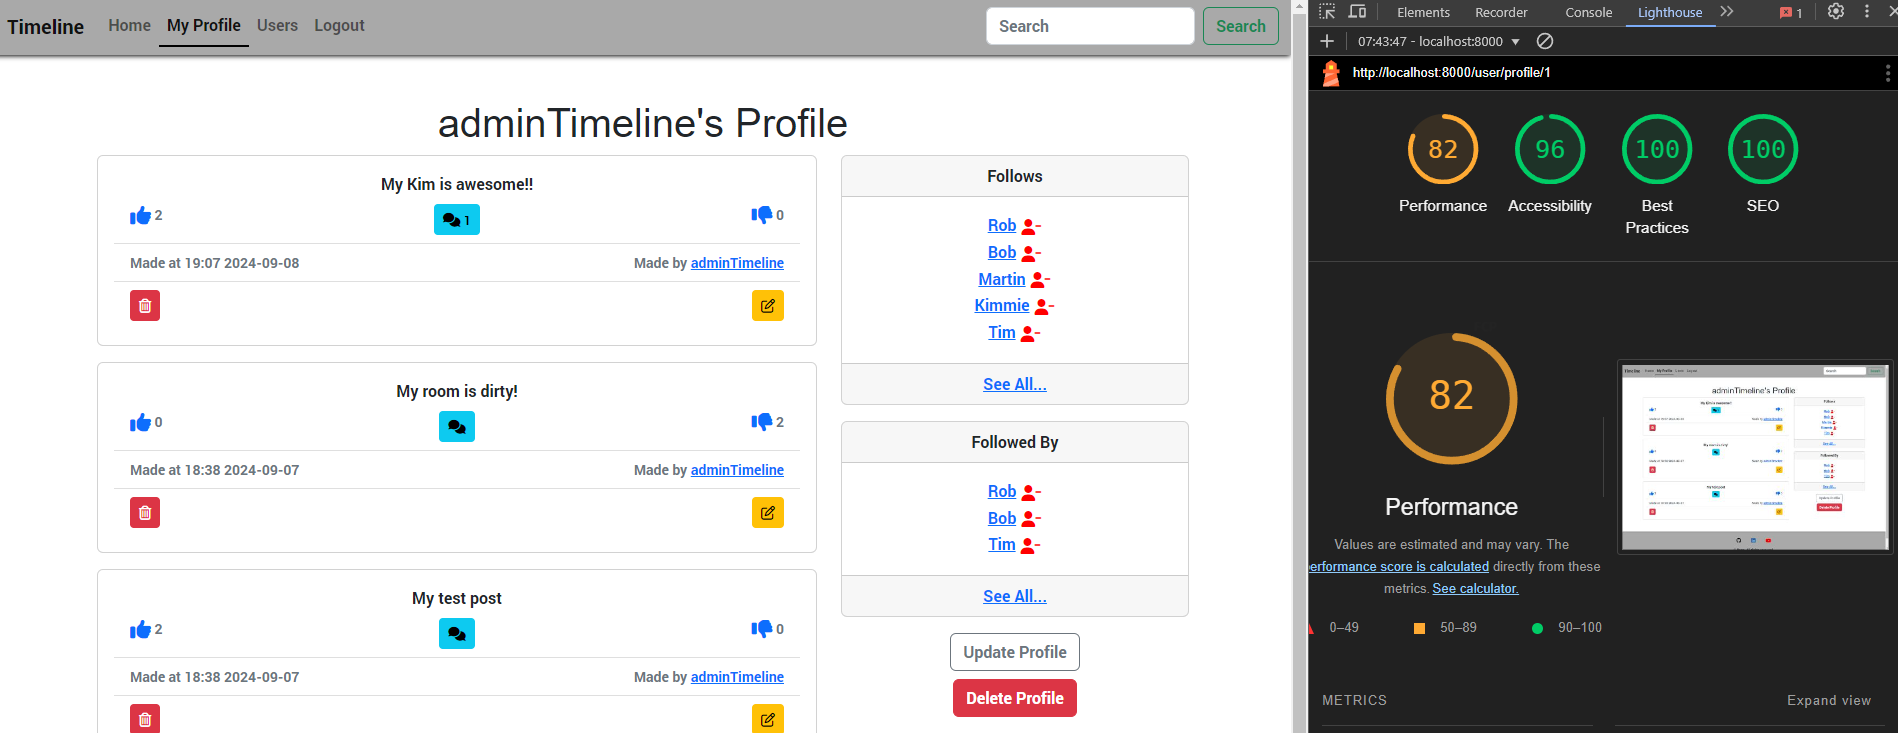 Timeline Home My Profile Users Logout Search Search
adminTimeline's Profile
My Kim is awesome!!
2 1 0
Made at 19:07 2024-09-08 Made by adminTimeline
My room is dirty!
0 2
Made at 18:38 2024-09-07 Made by adminTimeline
My test post
2 0
Made at 18:38 2024-09-07 Made by adminTimeline
Follows
Rob
Bob
Martin
Kimmie
Tim
See All...
Followed By
Rob
Bob
Tim
See All...
Update Profile
Delete Profile
Elements Recorder Console Lighthouse 1
07:43:47 - localhost:8000
http://localhost:8000/user/profile/1
82 96 100 100
Performance Accessibility Best Practices SEO
82
Performance
Values are estimated and may vary. The
erformance score is calculated directly from these
metrics. See calculator.
0–49 50–89 90–100
adminTimeline's Profile
METRICS Expand view